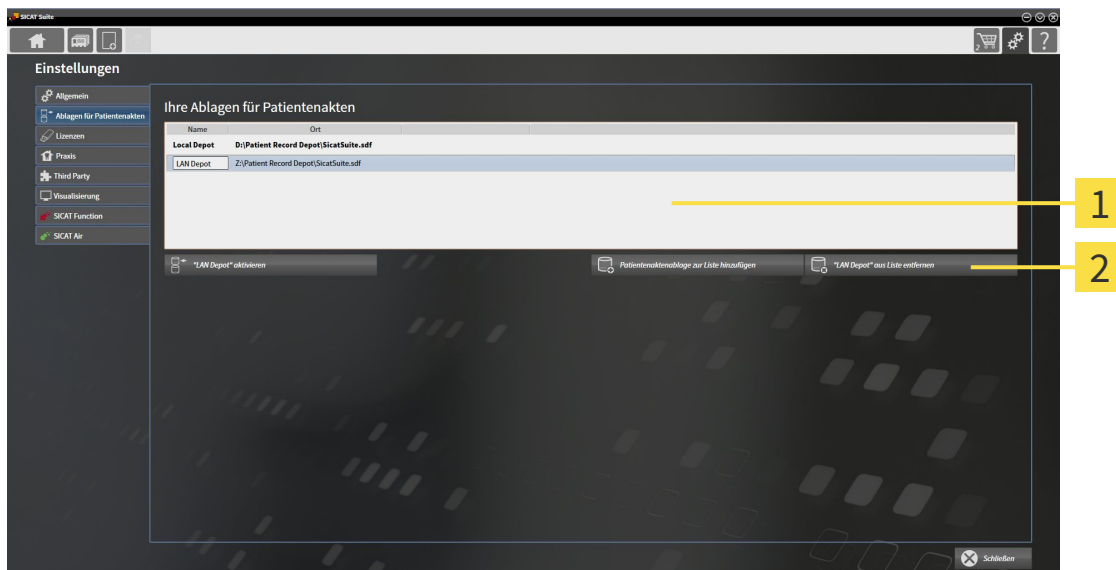 SICAT Suite
2
?
Einstellungen
Allgemein
Ablagen für Patientenakten
Lizenzen
Praxis
Third Party
Visualisierung
SICAT Function
SICAT Air
Ihre Ablagen für Patientenakten
Name Ort
Local Depot D:\Patient Record Depot\SicatSuite.sdf
LAN Depot Z:\Patient Record Depot\SicatSuite.sdf
1
"LAN Depot" aktivieren
Patientenaktenablage zur Liste hinzufügen
"LAN Depot" aus Liste entfernen
2
Schließen